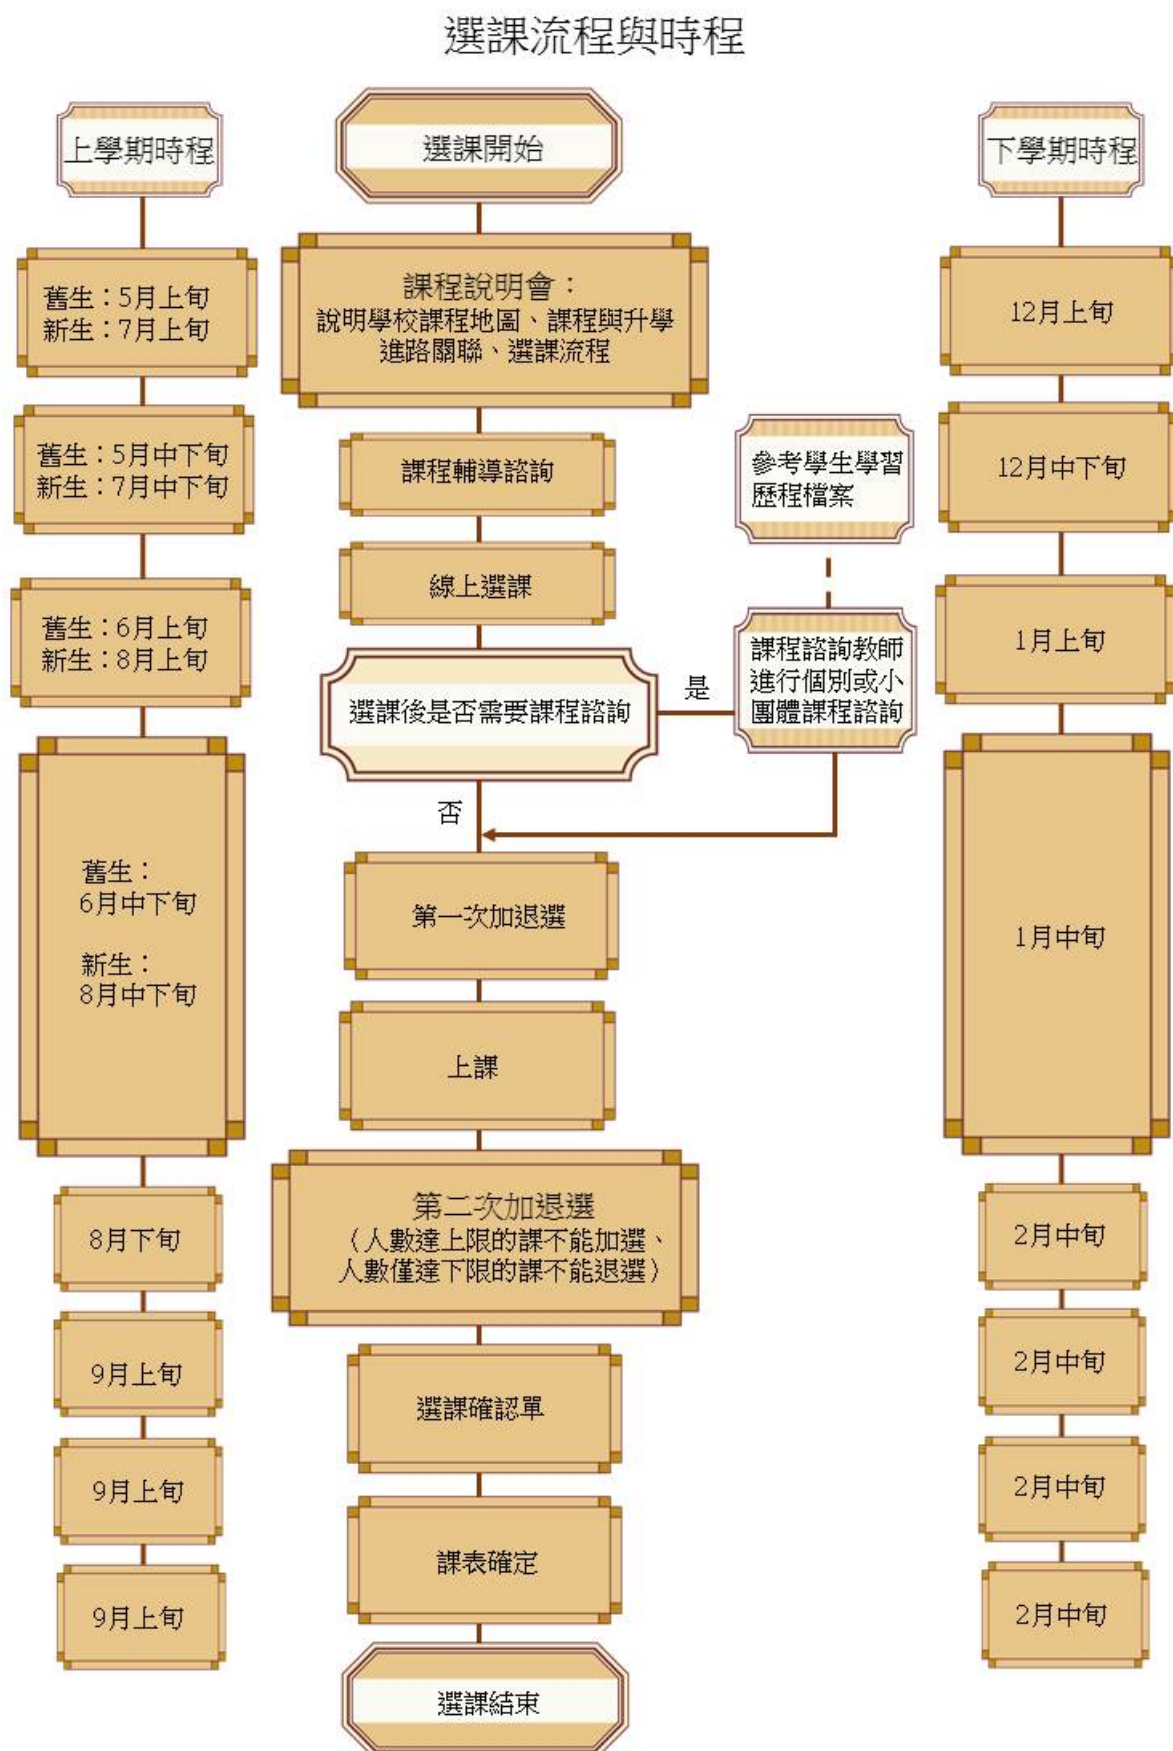 選課流程與時程
上學期時程
舊生：5月上旬
新生：7月上旬
舊生：5月中下旬
新生：7月中下旬
舊生：6月上旬
新生：8月上旬
舊生：
6月中下旬
新生：
8月中下旬
8月下旬
9月上旬
9月上旬
9月上旬
選課開始
課程說明會：
說明學校課程地圖、課程與升學
進路關聯、選課流程
課程輔導諮詢
線上選課
選課後是否需要課程諮詢
是
參考學生學習
歷程檔案
課程諮詢教師
進行個別或小
團體課程諮詢
否
第一次加退選
上課
第二次加退選
（人數達上限的課不能加選、
人數僅達下限的課不能退選）
選課確認單
課表確定
選課結束
下學期時程
12月上旬
12月中下旬
1月上旬
1月中旬
2月中旬
2月中旬
2月中旬
2月中旬